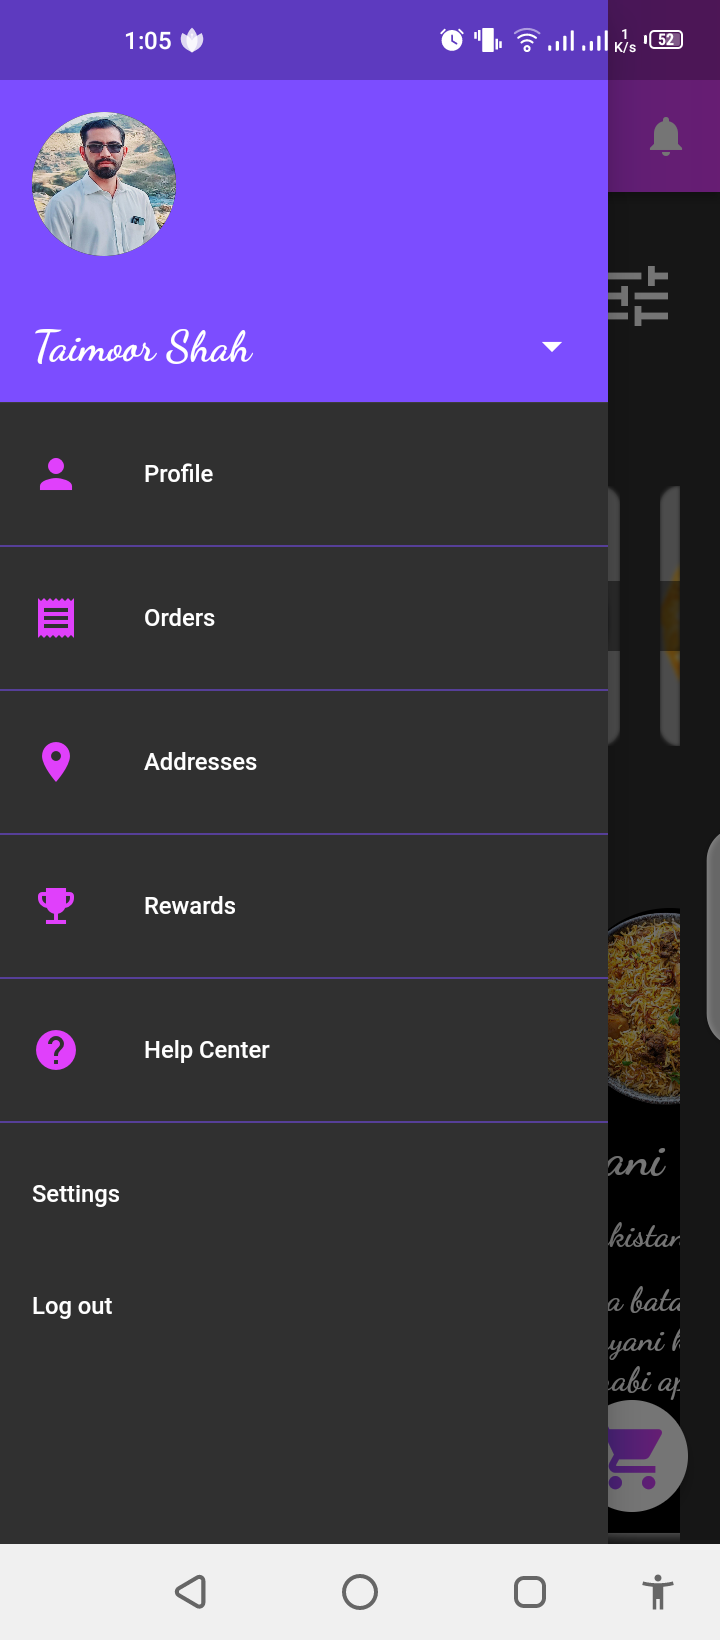 1:05
1
K/s
52
Taimoor Shah
Profile
Orders
Addresses
Rewards
Help Center
ani
kistan
a bata
yani k
abi ap
Settings
Log out